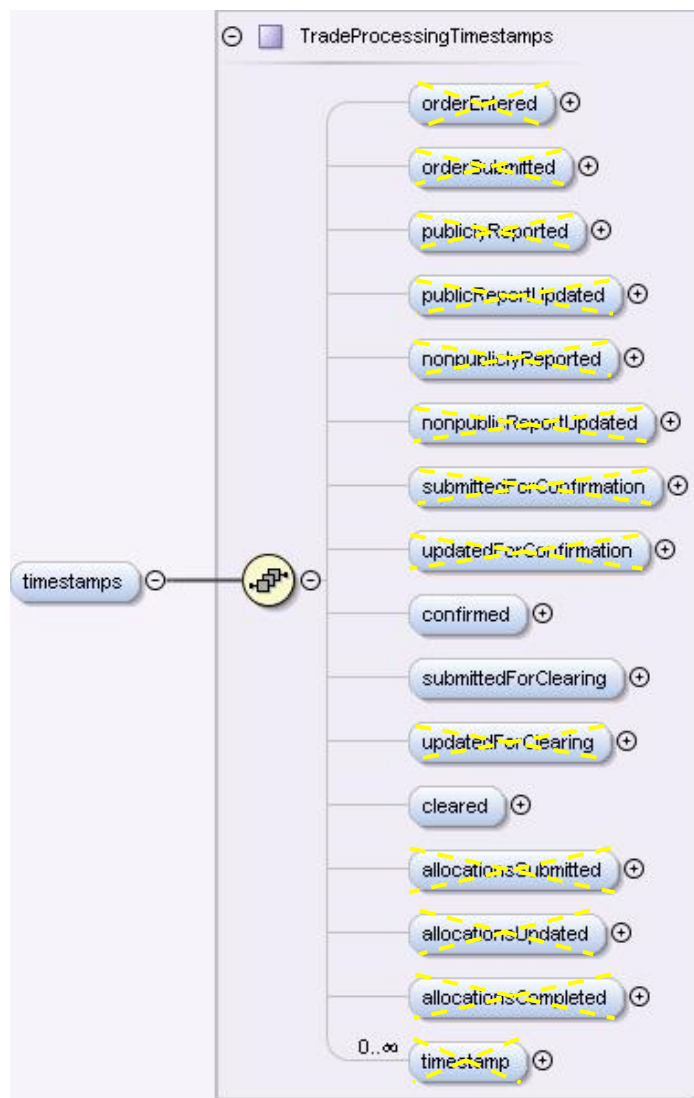 TradeProcessingTimestamps
orderEntered
orderSubmitted
publiclyReported
publicReportUpdated
nonpubliclyReported
nonpublicReportUpdated
submittedForConfirmation
updatedForConfirmation
timestamps
confirmed
submittedForClearing
updatedForClearing
cleared
allocationsSubmitted
allocationsUpdated
allocationsCompleted
0..∞
timestamp